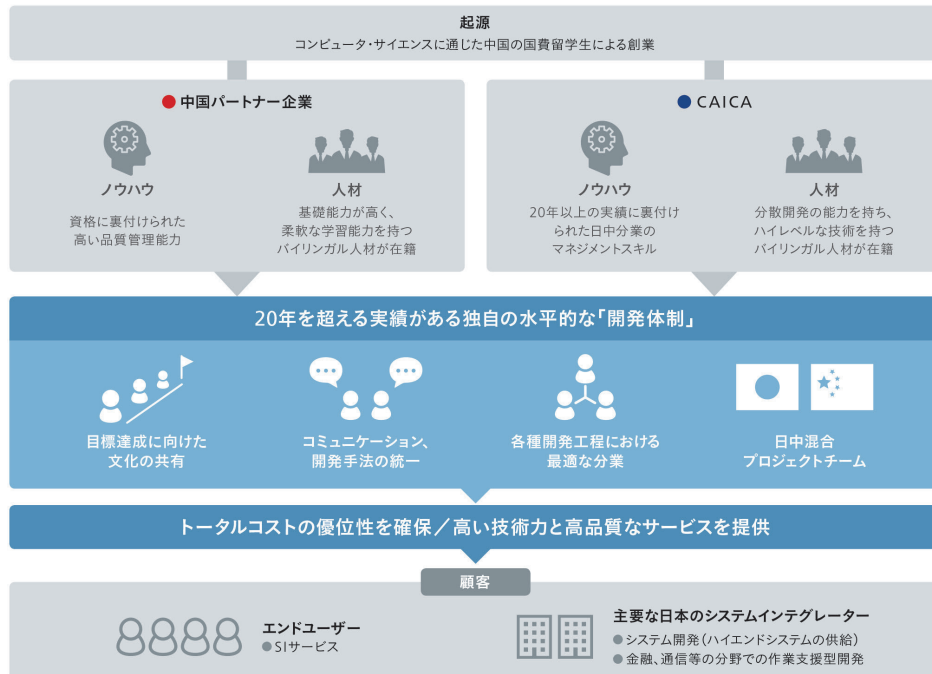 起源
コンピュータ・サイエンスに通じた中国の国費留学生による創業
中国パートナー企業
ノウハウ
資格に裏付けられた
高い品質管理能力
人材
基礎能力が高く、
柔軟な学習能力を持つ
バイリンガル人材が在籍
CAICA
ノウハウ
20年以上の実績に裏付け
られた日中分業の
マネジメントスキル
人材
分散開発の能力を持ち、
ハイレベルな技術を持つ
バイリンガル人材が在籍
20年を超える実績がある独自の水平的な「開発体制」
目標達成に向けた
文化の共有
コミュニケーション、
開発手法の統一
各種開発工程における
最適な分業
日中混合
プロジェクトチーム
トータルコストの優位性を確保／高い技術力と高品質なサービスを提供
顧客
エンドユーザー
●SIサービス
主要な日本のシステムインテグレーター
●システム開発(ハイエンドシステムの供給)
●金融、通信等の分野での作業支援型開発